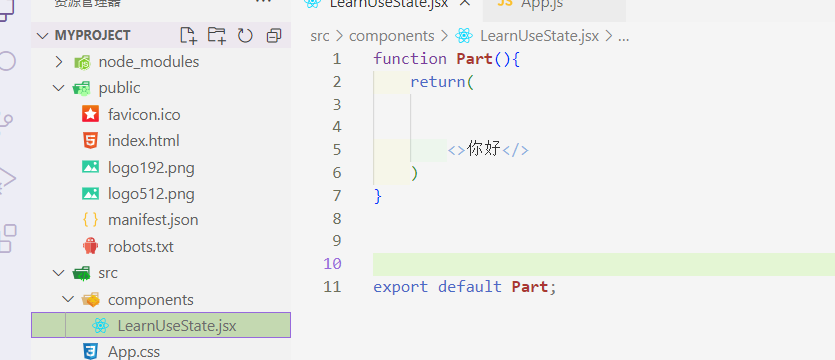 资源管理器 ...
MYPROJECT
node_modules
public
favicon.ico
index.html
logo192.png
logo512.png
manifest.json
robots.txt
src
components
LearnUseState.jsx
App.css
LearnUseState.jsx × JS App.js
src > components > LearnUseState.jsx > ...
1 function Part(){
2 return(
3
4
5 <>你好</>
6 )
7 }
8
9
10
11 export default Part;